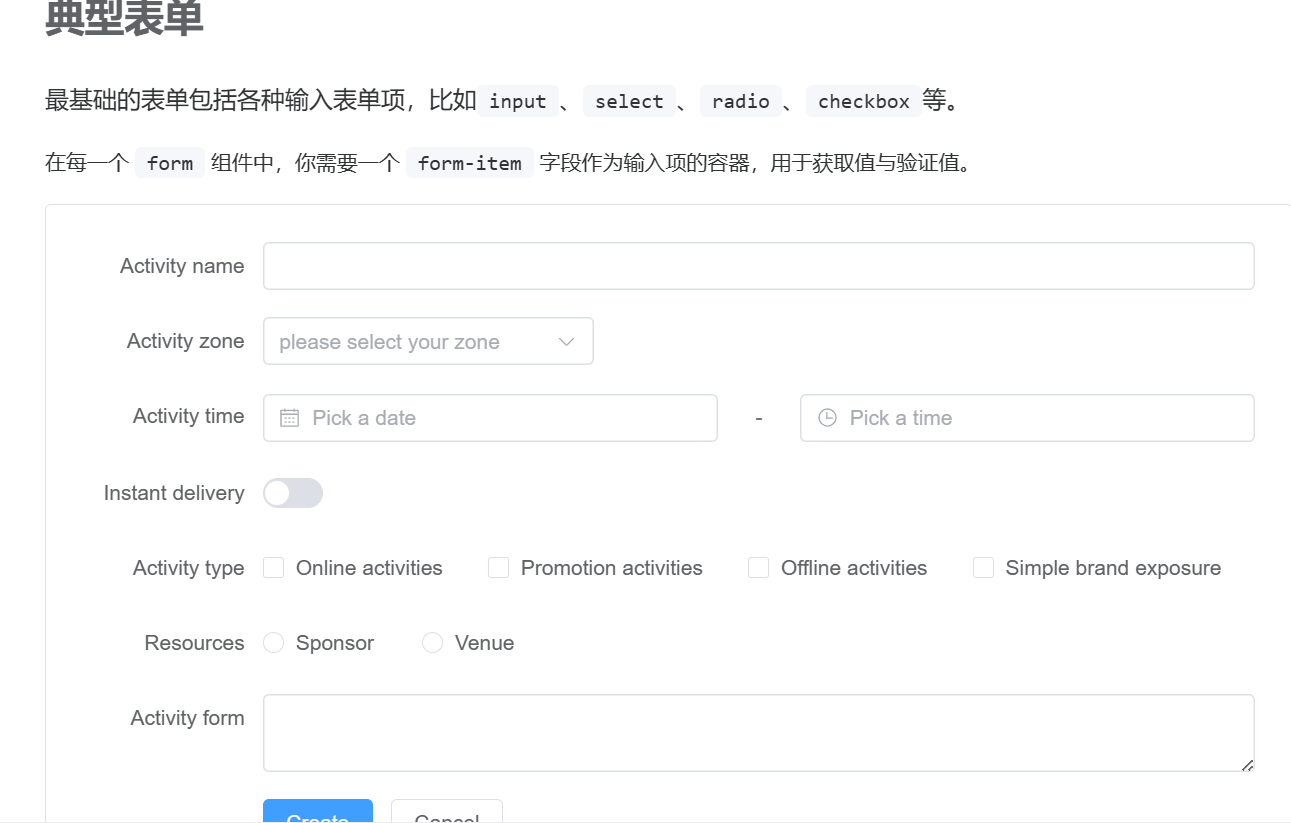 典型表单
最基础的表单包括各种输入表单项，比如 input 、 select 、 radio 、 checkbox 等。
在每一个 form 组件中，你需要一个 form-item 字段作为输入项的容器，用于获取值与验证值。
Activity name
Activity zone please select your zone
Activity time Pick a date - Pick a time
Instant delivery
Activity type Online activities Promotion activities Offline activities Simple brand exposure
Resources Sponsor Venue
Activity form
Create Cancel